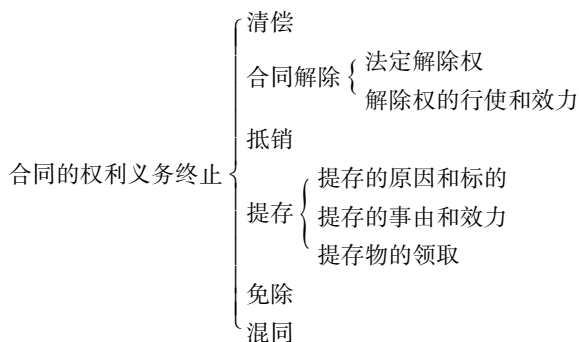 合同的权利义务终止
清偿
合同解除
法定解除权
解除权的行使和效力
抵销
提存
提存的原因和标的
提存的事由和效力
提存物的领取
免除
混同